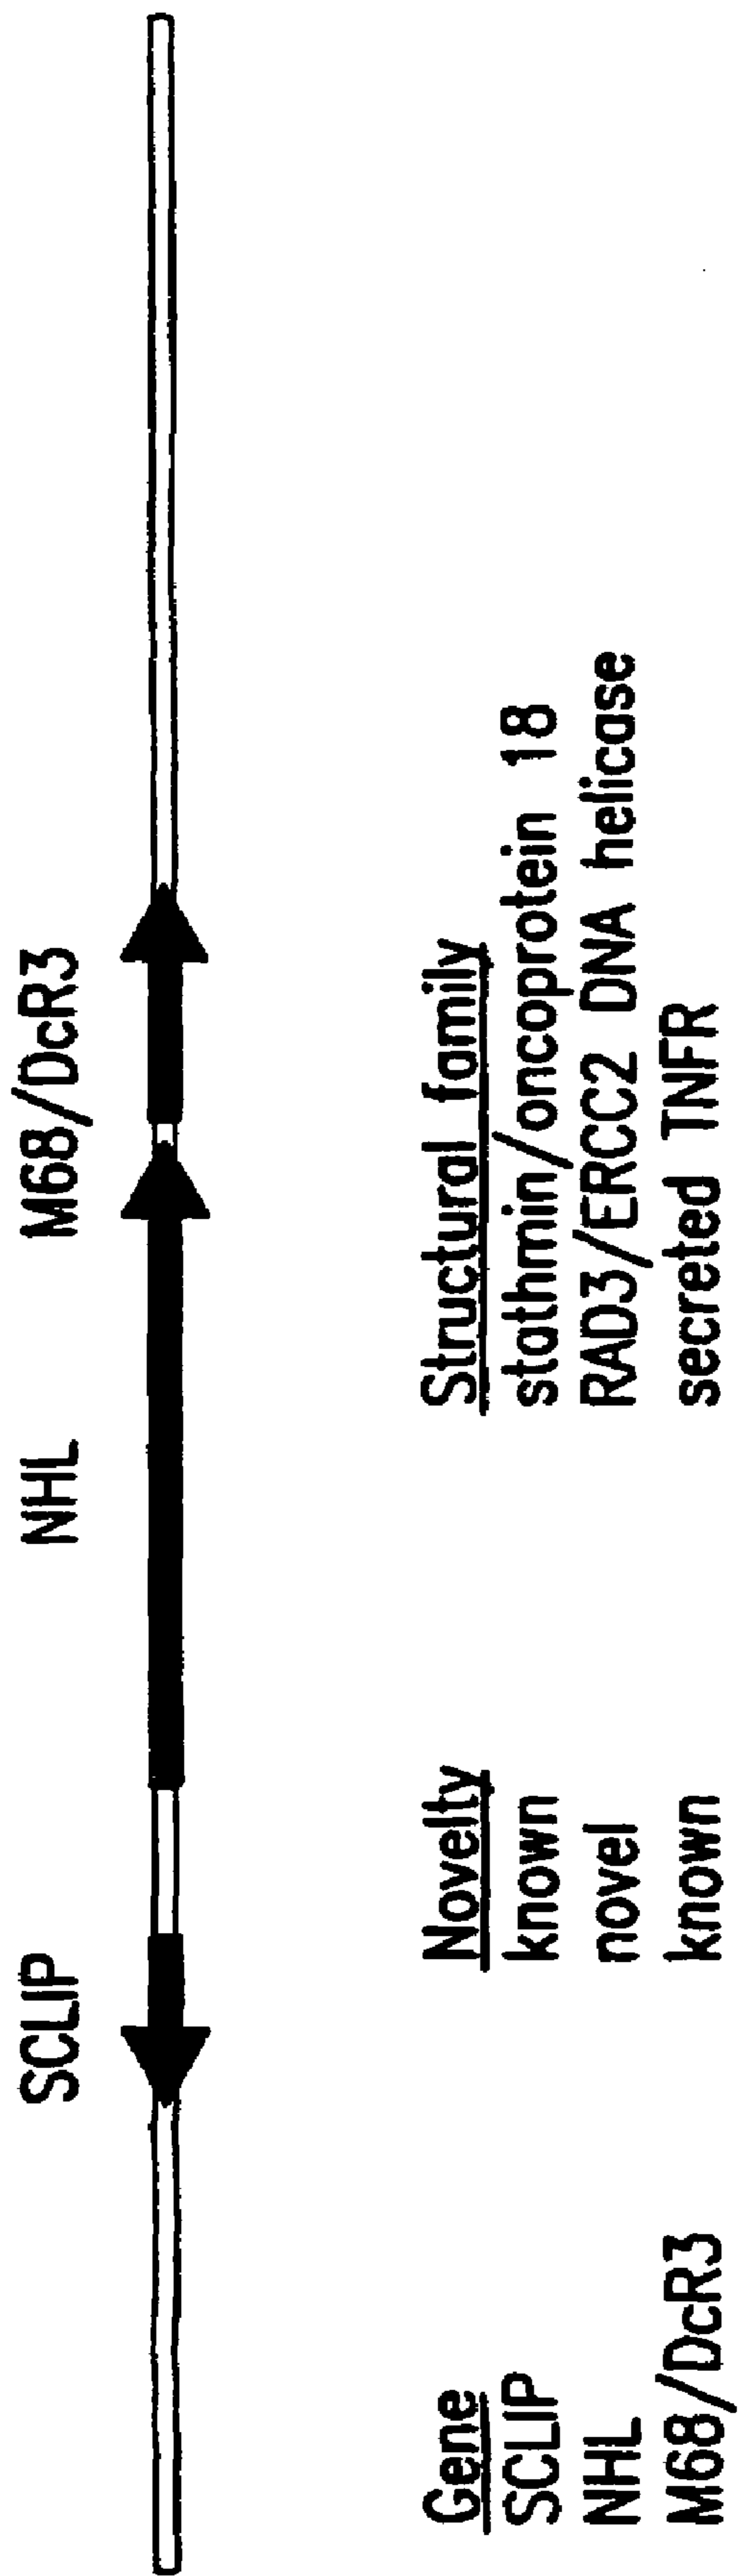 SCLIP NHL M68/DcR3
Gene Novelty Structural family
SCLIP known stathmin/oncoprotein 18
NHL novel RAD3/ERCC2 DNA helicase
M68/DcR3 known secreted TNFR